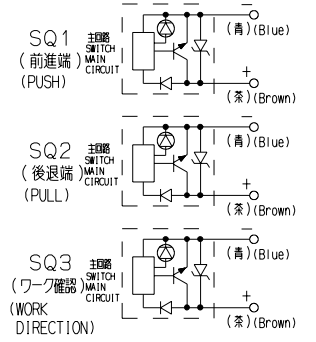 SQ1
(前進端)
(PUSH)
主回路
SWITCH
MAIN
CIRCUIT
−
(青)(Blue)
+
(茶)(Brown)
SQ2
(後退端)
(PULL)
主回路
SWITCH
MAIN
CIRCUIT
−
(青)(Blue)
+
(茶)(Brown)
SQ3
(ワーク確認)
(WORK
DIRECTION)
主回路
SWITCH
MAIN
CIRCUIT
−
(青)(Blue)
+
(茶)(Brown)